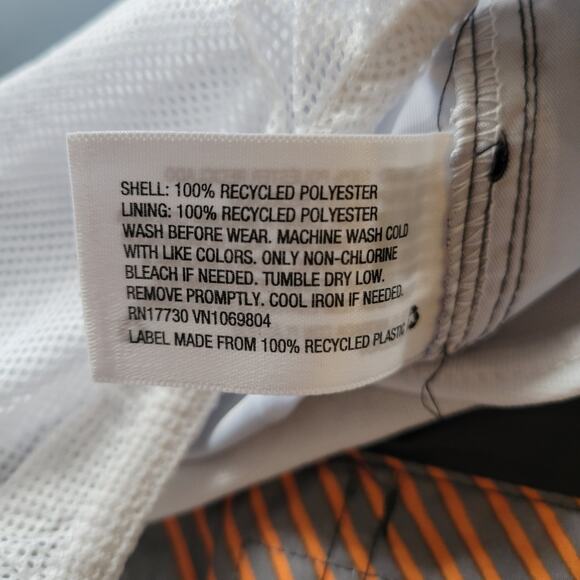 SHELL: 100% RECYCLED POLYESTER
LINING: 100% RECYCLED POLYESTER
WASH BEFORE WEAR. MACHINE WASH COLD
WITH LIKE COLORS. ONLY NON-CHLORINE
BLEACH IF NEEDED. TUMBLE DRY LOW.
REMOVE PROMPTLY. COOL IRON IF NEEDED.
RN17730 VN1069804
LABEL MADE FROM 100% RECYCLED PLASTIC